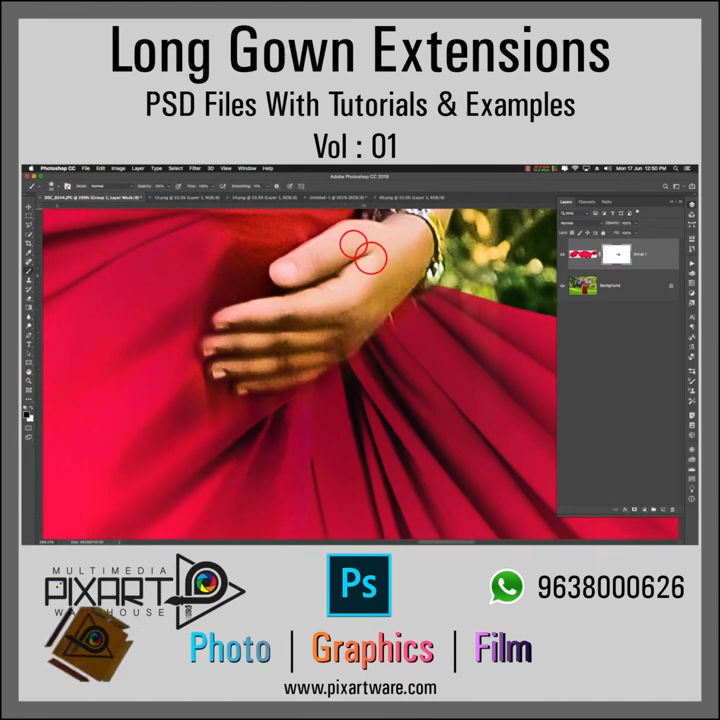 Long Gown Extensions
PSD Files With Tutorials & Examples
Vol : 01
Photoshop CC File Edit Image Layer Type Select Filter 3D View Window Help
Mon 17 Jun 12:50 PM
Adobe Photoshop CC 2019
Layers Channels Paths
Group 1
Background
MULTIMEDIA
PIXART
WAREHOUSE
Ps
9638000626
Photo | Graphics | Film
www.pixartware.com